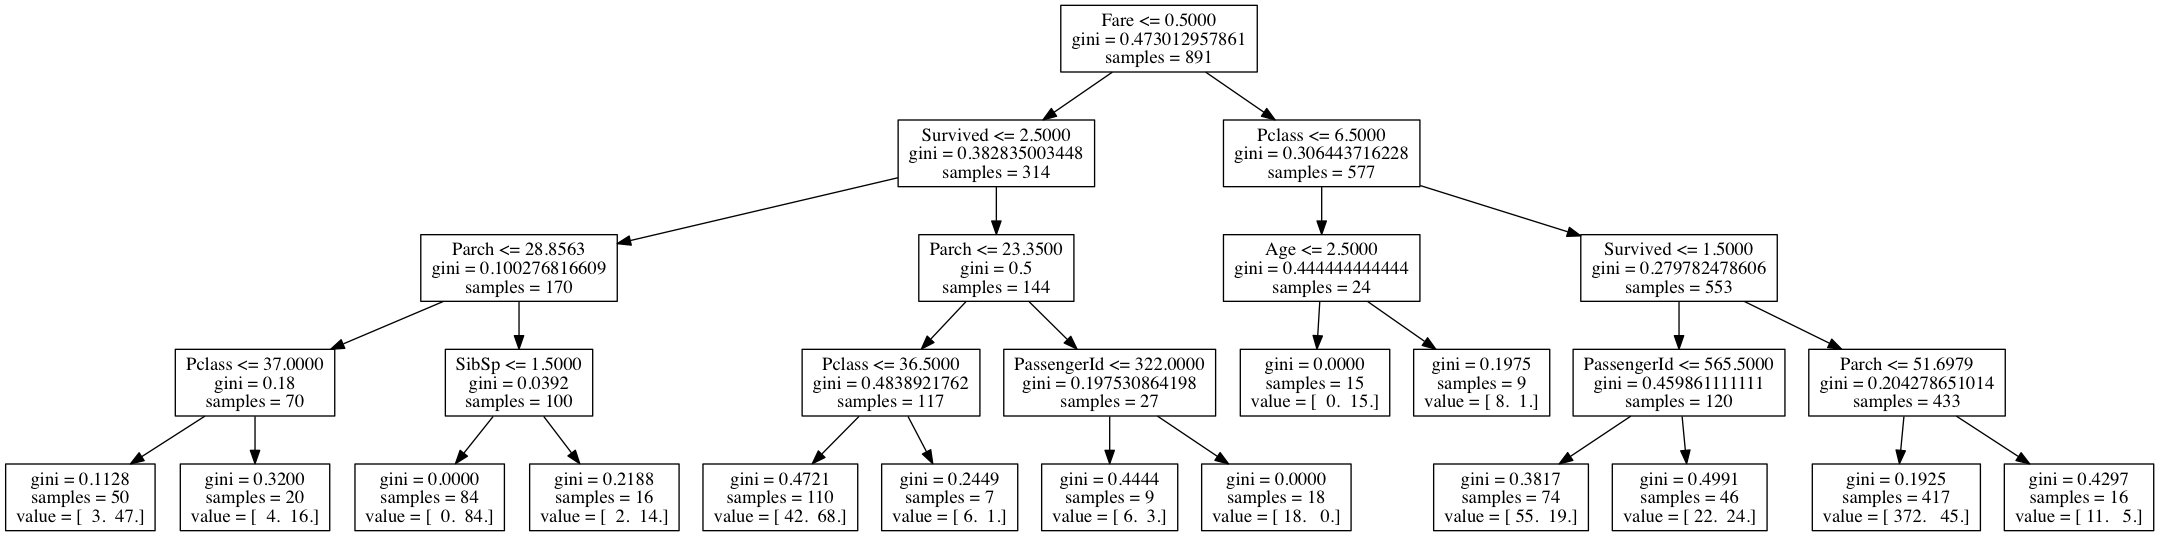 Fare <= 0.5000
gini = 0.473012957861
samples = 891
Survived <= 2.5000
gini = 0.382835003448
samples = 314
Pclass <= 6.5000
gini = 0.306443716228
samples = 577
Parch <= 28.8563
gini = 0.100276816609
samples = 170
Parch <= 23.3500
gini = 0.5
samples = 144
Age <= 2.5000
gini = 0.444444444444
samples = 24
Survived <= 1.5000
gini = 0.279782478606
samples = 553
Pclass <= 37.0000
gini = 0.18
samples = 70
SibSp <= 1.5000
gini = 0.0392
samples = 100
Pclass <= 36.5000
gini = 0.4838921762
samples = 117
PassengerId <= 322.0000
gini = 0.197530864198
samples = 27
gini = 0.0000
samples = 15
value = [  0.  15.]
gini = 0.1975
samples = 9
value = [ 8.  1.]
PassengerId <= 565.5000
gini = 0.459861111111
samples = 120
Parch <= 51.6979
gini = 0.204278651014
samples = 433
gini = 0.1128
samples = 50
value = [  3.  47.]
gini = 0.3200
samples = 20
value = [  4.  16.]
gini = 0.0000
samples = 84
value = [  0.  84.]
gini = 0.2188
samples = 16
value = [  2.  14.]
gini = 0.4721
samples = 110
value = [ 42.  68.]
gini = 0.2449
samples = 7
value = [ 6.  1.]
gini = 0.4444
samples = 9
value = [ 6.  3.]
gini = 0.0000
samples = 18
value = [ 18.   0.]
gini = 0.3817
samples = 74
value = [ 55.  19.]
gini = 0.4991
samples = 46
value = [ 22.  24.]
gini = 0.1925
samples = 417
value = [ 372.   45.]
gini = 0.4297
samples = 16
value = [ 11.   5.]